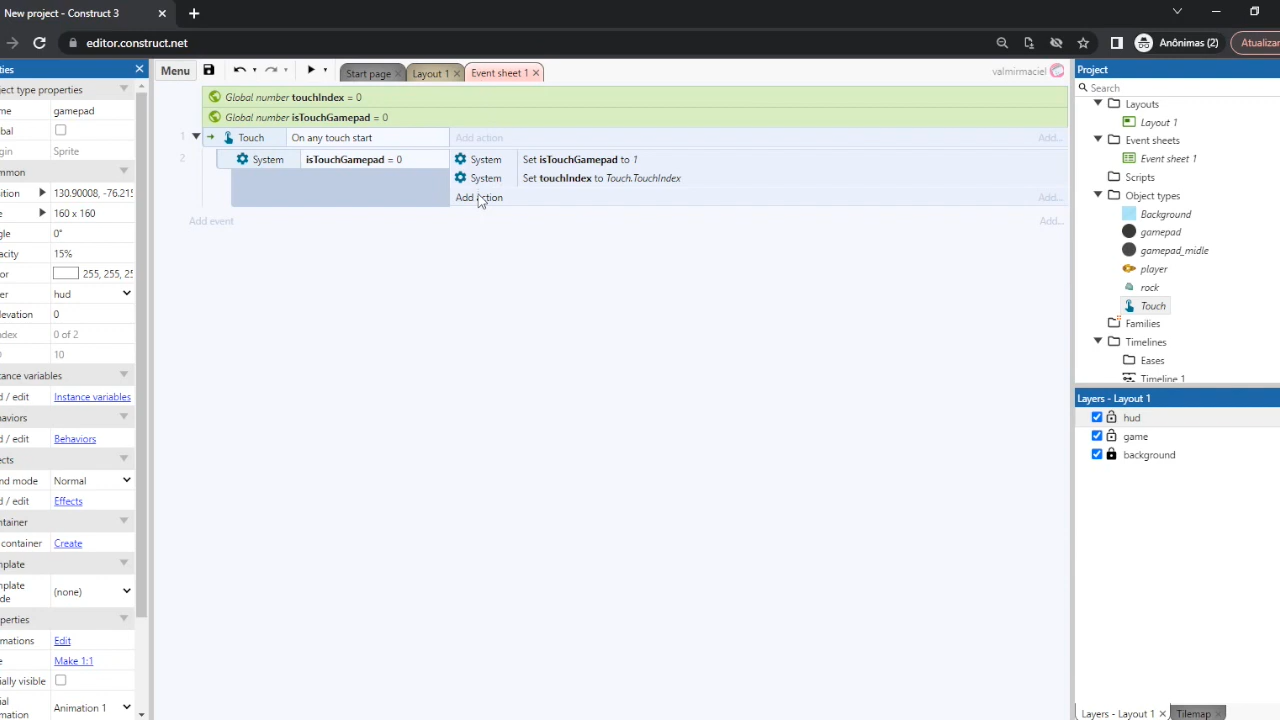 New project - Construct 3
editor.construct.net
Anônimas (2)
Atualizar
ties
Menu
Start page
Layout 1
Event sheet 1
valmirmaciel
Project
ject type properties
me gamepad
bal
gin Sprite
mmon
sition 130.90008, -76.215
e 160 x 160
gle 0°
acity 15%
or 255, 255, 25
er hud
levation 0
ndex 0 of 2
D 10
stance variables
d / edit Instance variables
haviors
d / edit Behaviors
ects
nd mode Normal
d / edit Effects
ntainer
container Create
mplate
mplate
de
(none)
perties
mations Edit
e Make 1:1
ially visible
ial
mation
Animation 1
Global number touchIndex = 0
Global number isTouchGamepad = 0
1 Touch On any touch start Add action Add...
2 System isTouchGamepad = 0 System Set isTouchGamepad to 1
System Set touchIndex to Touch.TouchIndex
Add action Add...
Add event Add...
Search
Layouts
Layout 1
Event sheets
Event sheet 1
Scripts
Object types
Background
gamepad
gamepad_midle
player
rock
Touch
Families
Timelines
Eases
Timeline 1
Layers - Layout 1
hud
game
background
Layers - Layout 1
Tilemap